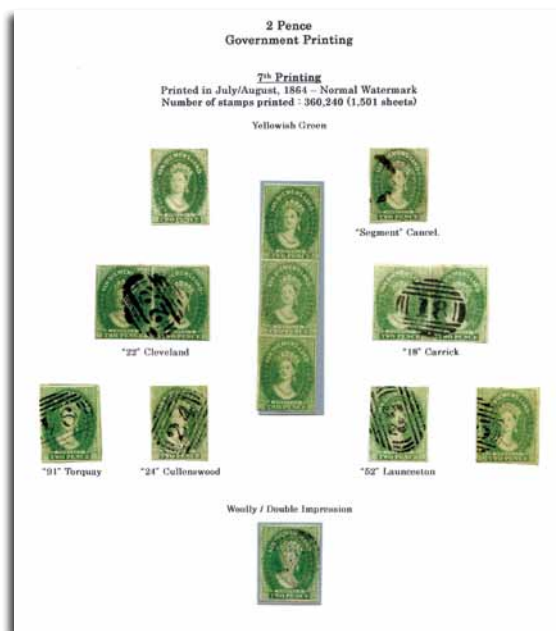 2 Pence
Government Printing
7th Printing
Printed in July/August, 1864 – Normal Watermark
Number of stamps printed : 360,240 (1,501 sheets)
Yellowish Green
"Segment" Cancel.
"22" Cleveland
"18" Carrick
"91" Torquay
"24" Cullenswood
"52" Launceston
Woolly / Double Impression
TWO PENCE